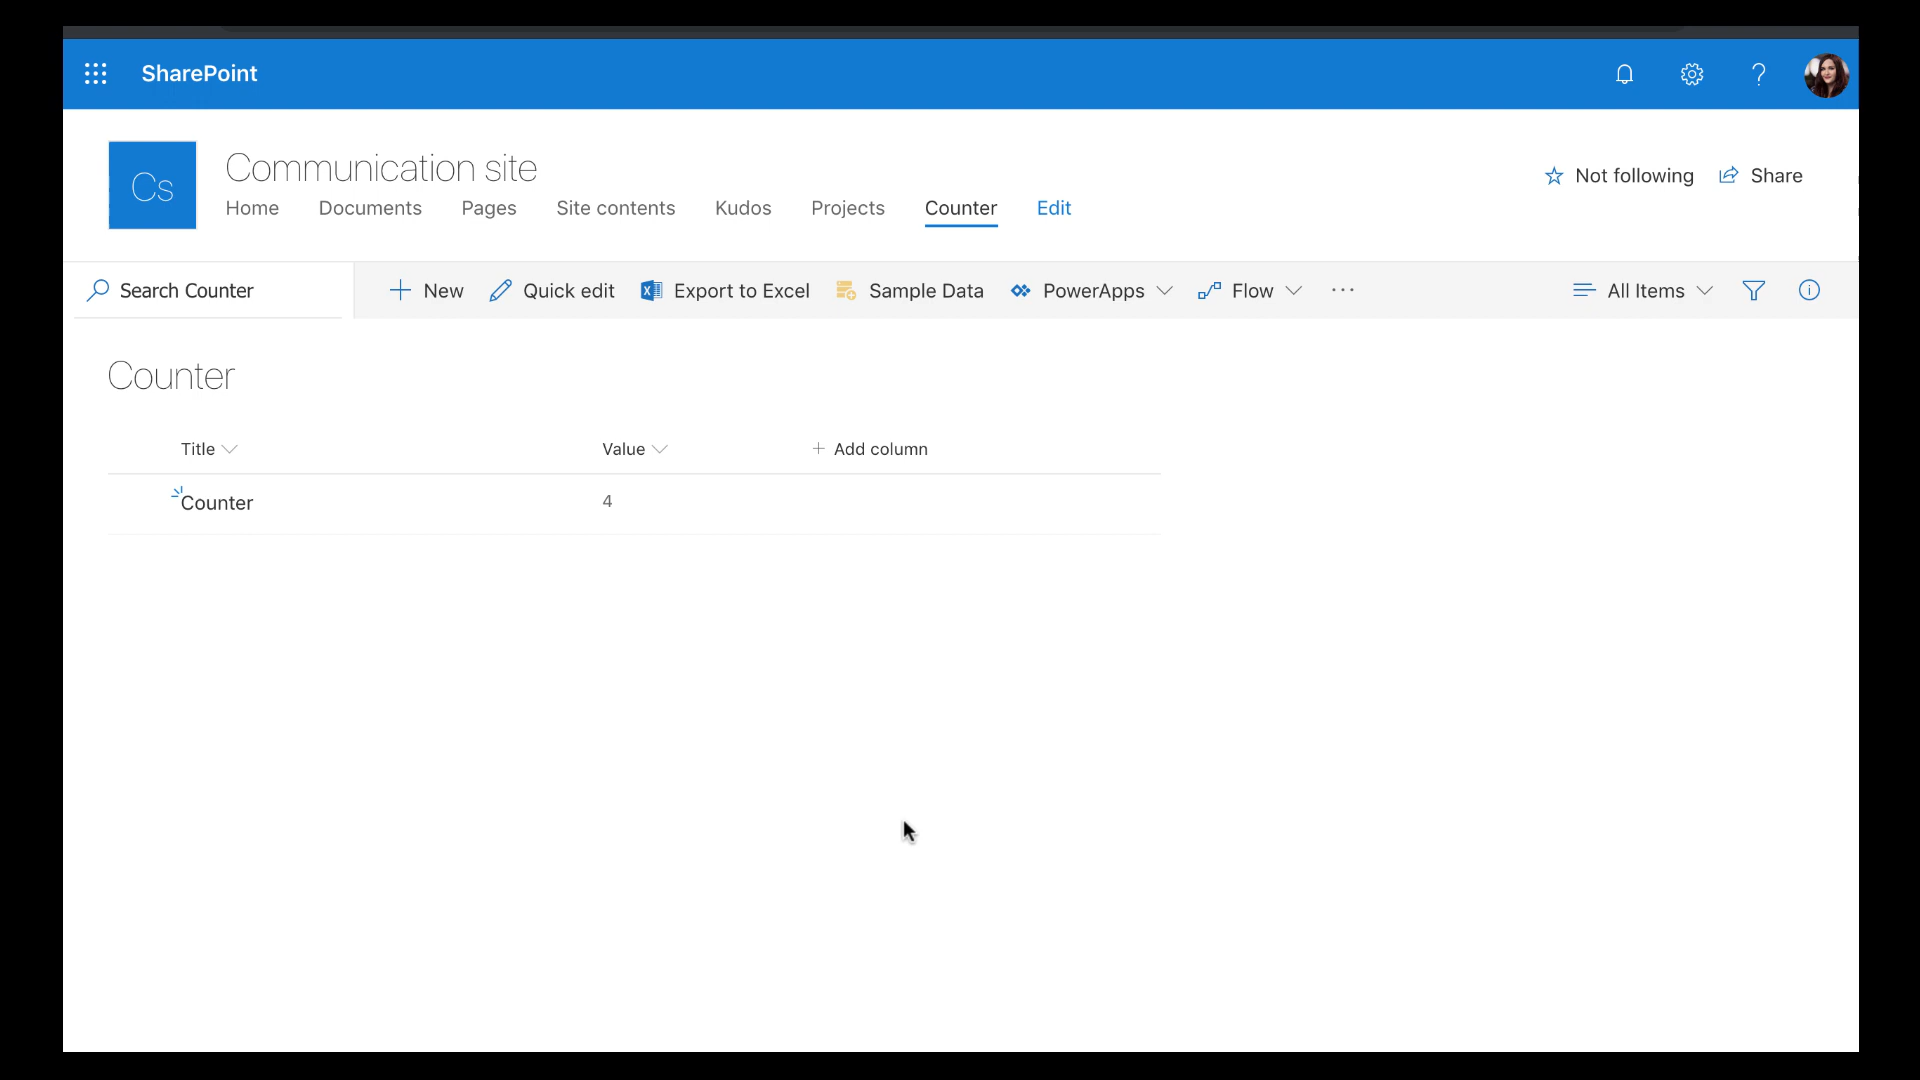 SharePoint
Cs
Communication site
Not following Share
Home Documents Pages Site contents Kudos Projects Counter Edit
Search Counter New Quick edit Export to Excel Sample Data PowerApps Flow ··· All Items
Counter
Title Value + Add column
Counter 4